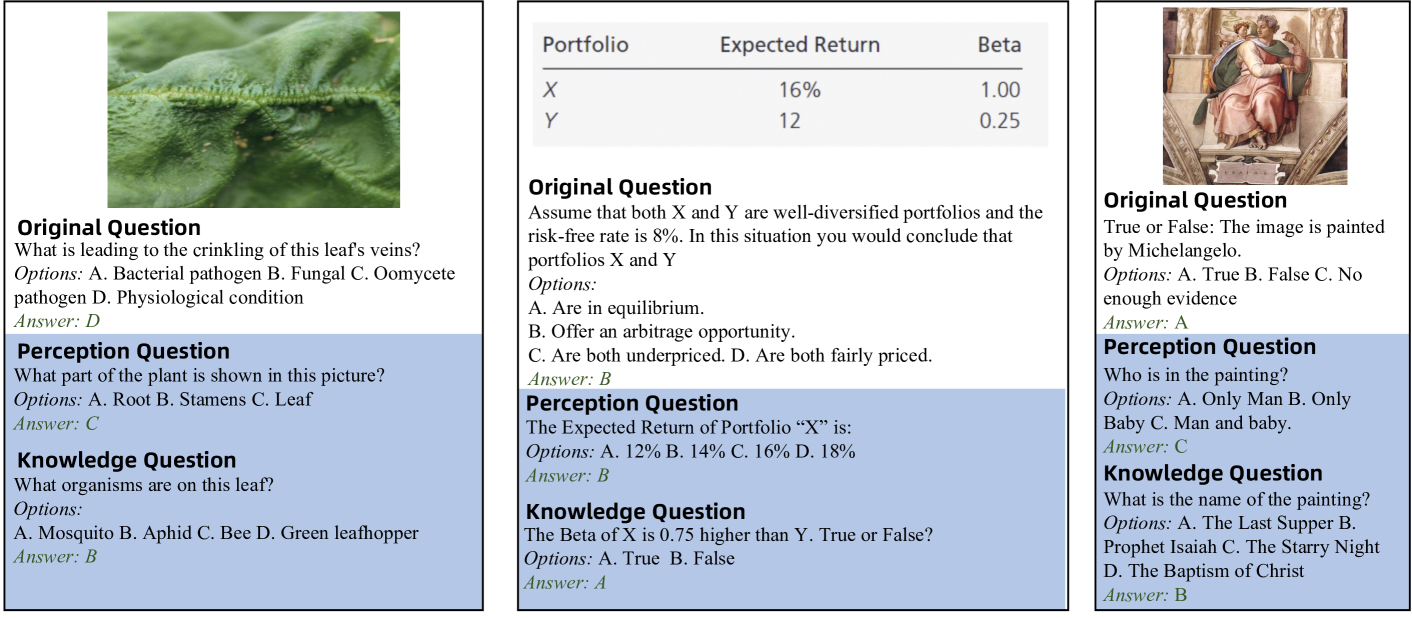 Original Question
What is leading to the crinkling of this leaf's veins?
Options: A. Bacterial pathogen B. Fungal C. Oomycete
pathogen D. Physiological condition
Answer: D
Perception Question
What part of the plant is shown in this picture?
Options: A. Root B. Stamens C. Leaf
Answer: C
Knowledge Question
What organisms are on this leaf?
Options:
A. Mosquito B. Aphid C. Bee D. Green leafhopper
Answer: B
Portfolio Expected Return Beta
X 16% 1.00
Y 12 0.25
Original Question
Assume that both X and Y are well-diversified portfolios and the
risk-free rate is 8%. In this situation you would conclude that
portfolios X and Y
Options:
A. Are in equilibrium.
B. Offer an arbitrage opportunity.
C. Are both underpriced. D. Are both fairly priced.
Answer: B
Perception Question
The Expected Return of Portfolio “X” is:
Options: A. 12% B. 14% C. 16% D. 18%
Answer: B
Knowledge Question
The Beta of X is 0.75 higher than Y. True or False?
Options: A. True B. False
Answer: A
Original Question
True or False: The image is painted
by Michelangelo.
Options: A. True B. False C. No
enough evidence
Answer: A
Perception Question
Who is in the painting?
Options: A. Only Man B. Only
Baby C. Man and baby.
Answer: C
Knowledge Question
What is the name of the painting?
Options: A. The Last Supper B.
Prophet Isaiah C. The Starry Night
D. The Baptism of Christ
Answer: B